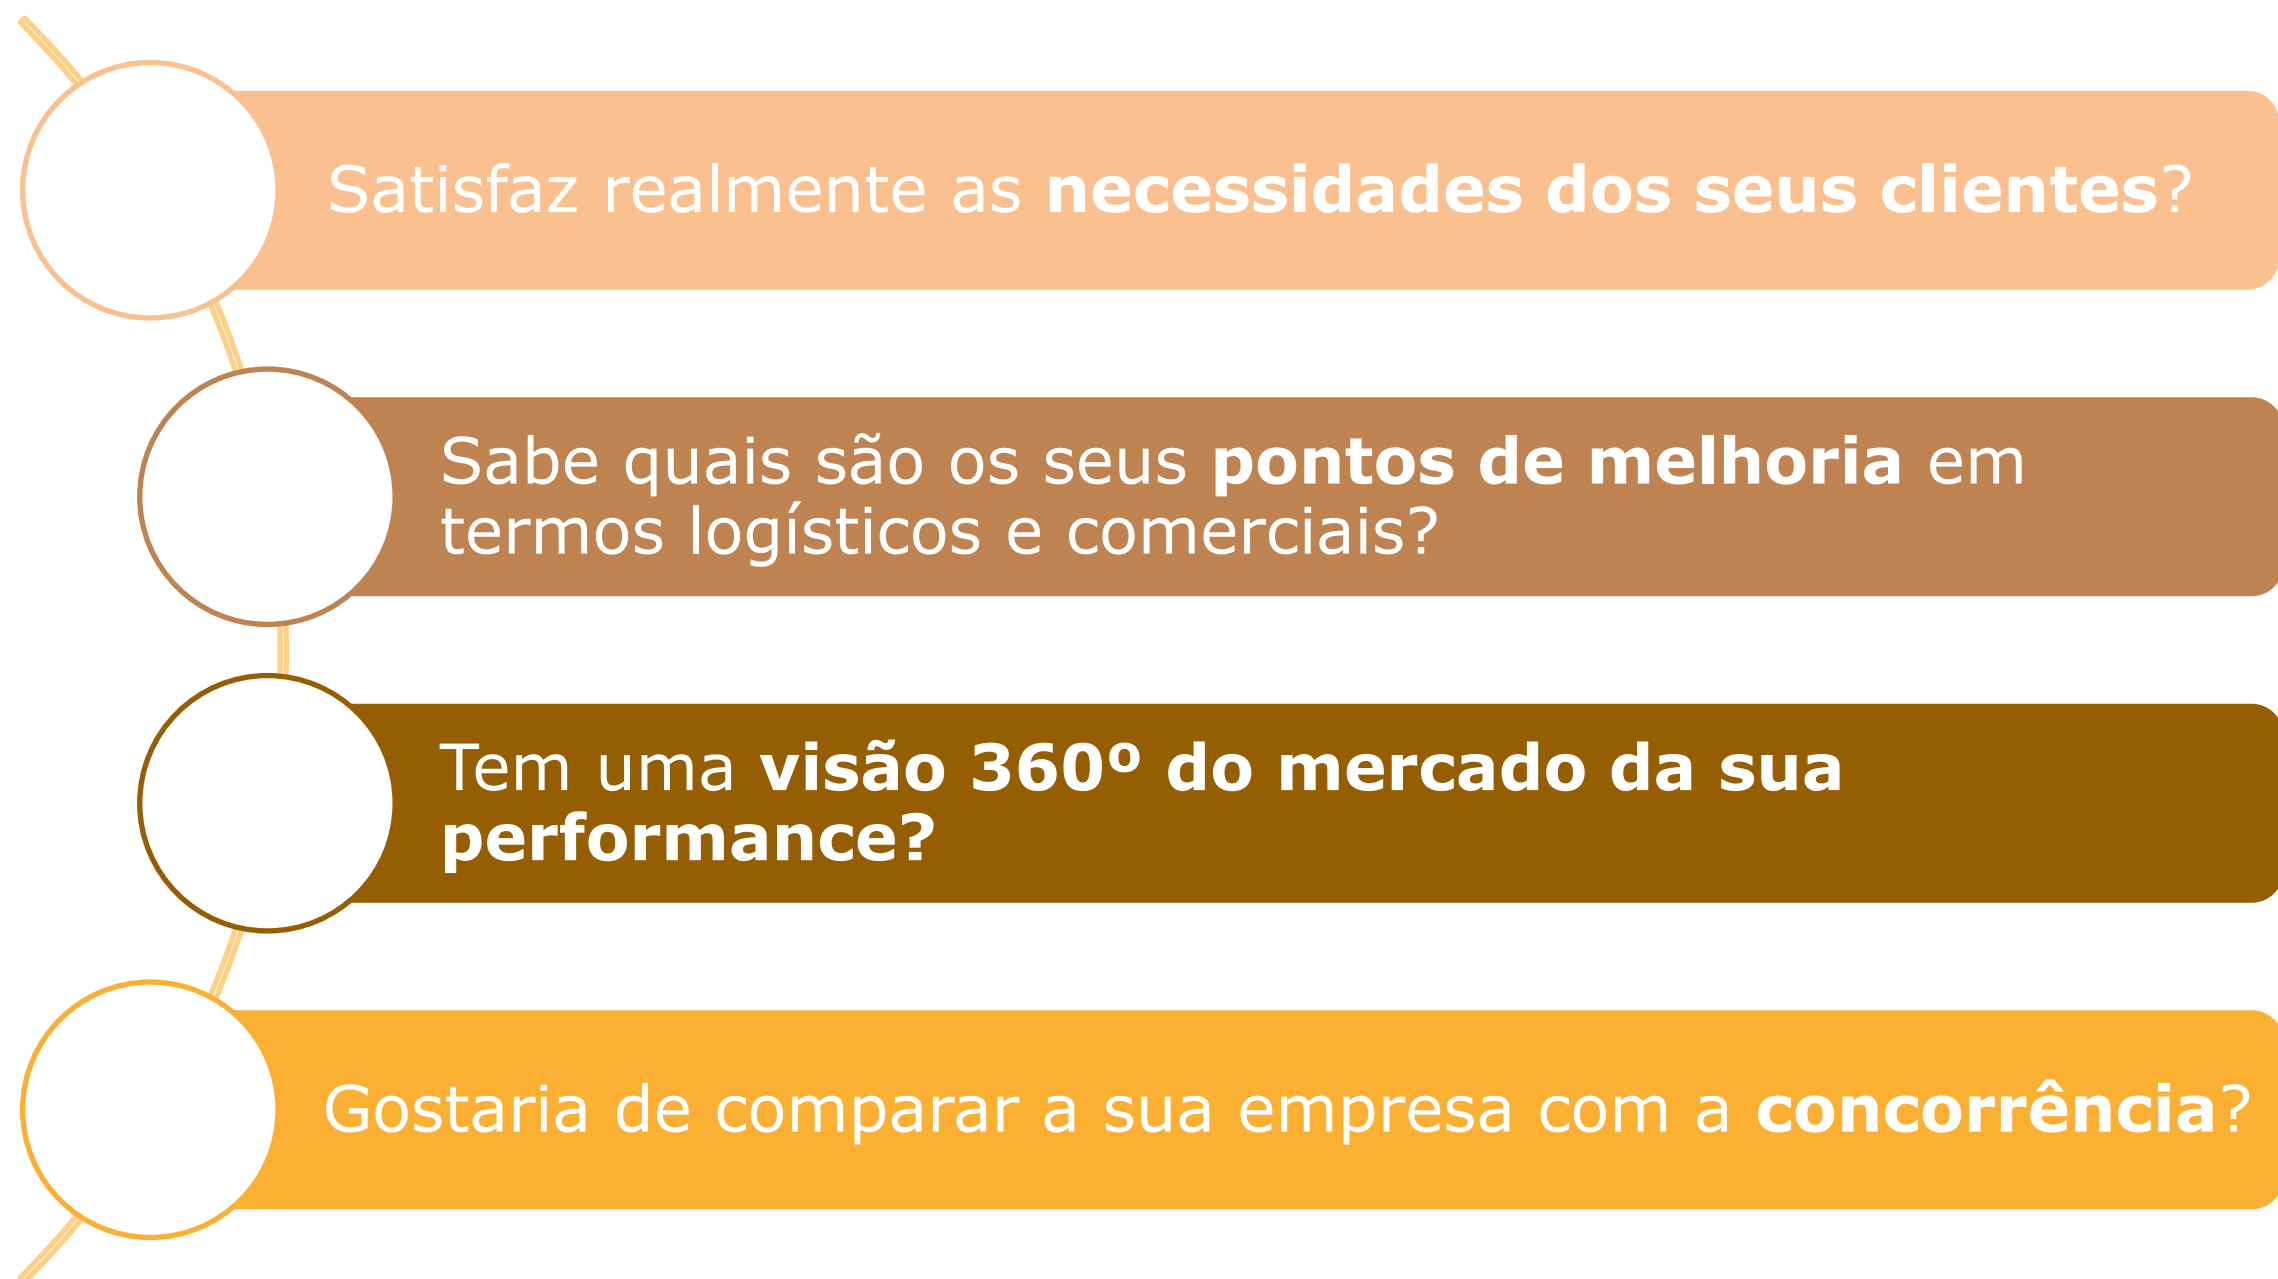 Satisfaz realmente as necessidades dos seus clientes?
Sabe quais são os seus pontos de melhoria em
termos logísticos e comerciais?
Tem uma visão 360º do mercado da sua
performance?
Gostaria de comparar a sua empresa com a concorrência?